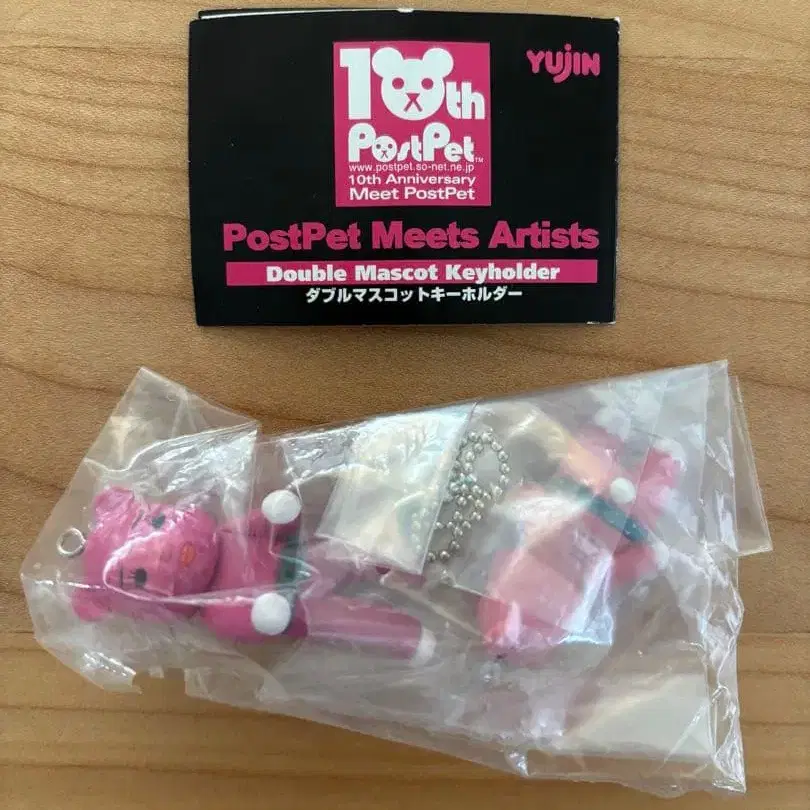 YUJIN
10th
PostPet™
www.postpet.so-net.ne.jp
10th Anniversary
Meet PostPet
PostPet Meets Artists
Double Mascot Keyholder
ダブルマスコットキーホルダー